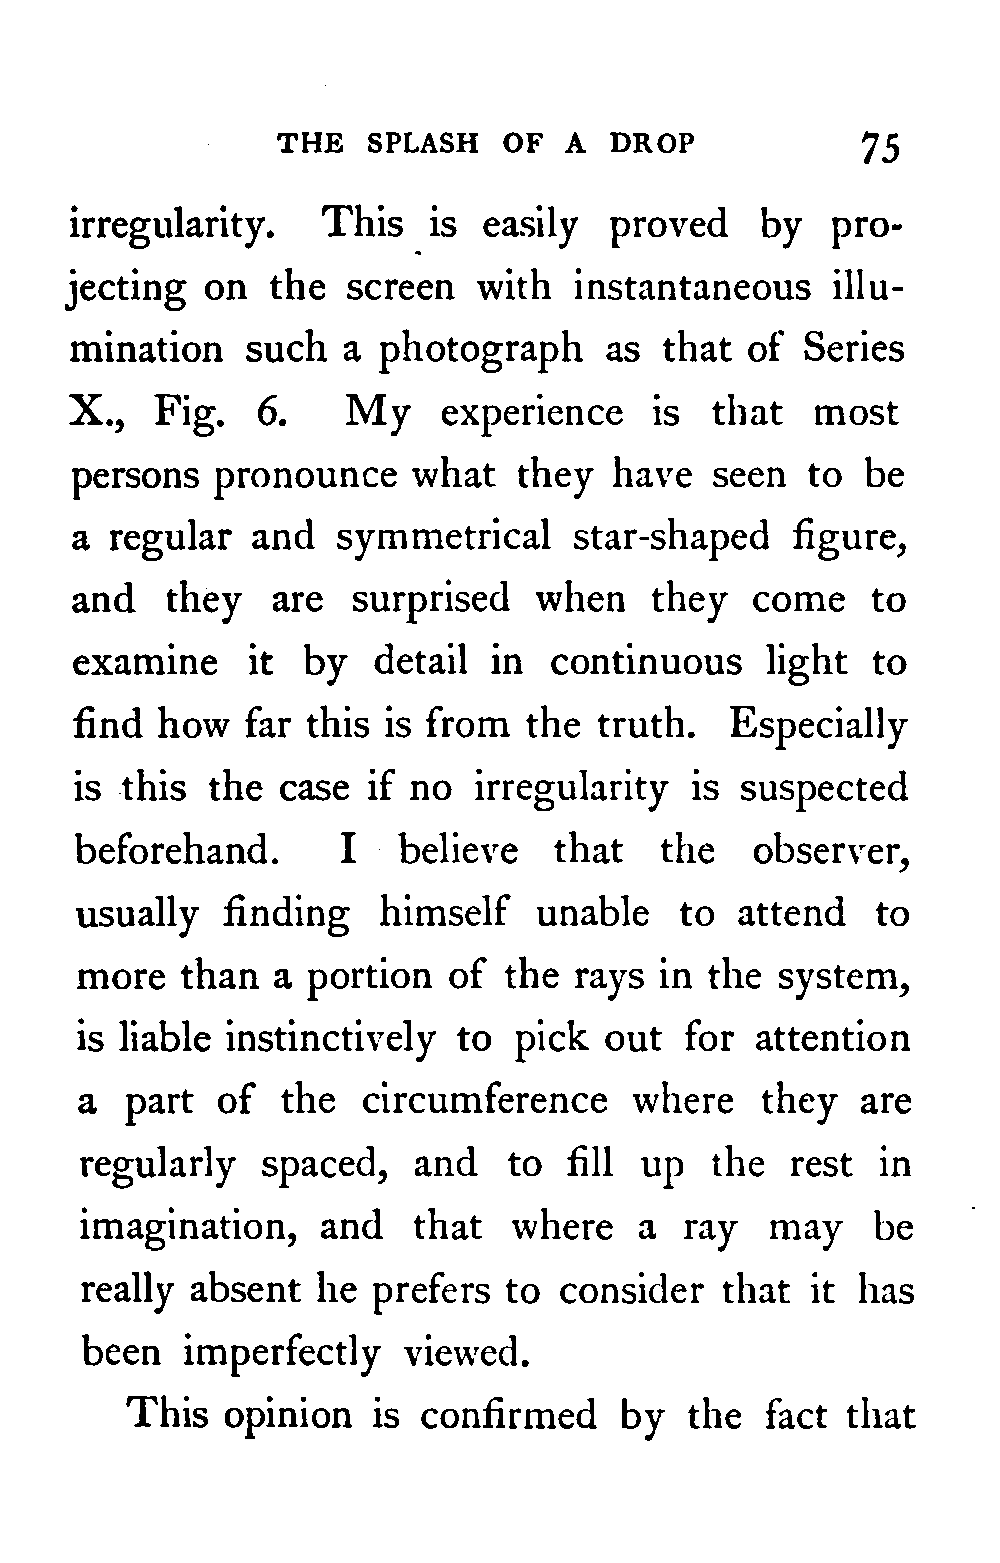 THE SPLASH OF A DROP 75
irregularity. This is easily proved by pro-
jecting on the screen with instantaneous illu-
mination such a photograph as that of Series
X., Fig. 6. My experience is that most
persons pronounce what they have seen to be
a regular and symmetrical star-shaped figure,
and they are surprised when they come to
examine it by detail in continuous light to
find how far this is from the truth. Especially
is this the case if no irregularity is suspected
beforehand. I believe that the observer,
usually finding himself unable to attend to
more than a portion of the rays in the system,
is liable instinctively to pick out for attention
a part of the circumference where they are
regularly spaced, and to fill up the rest in
imagination, and that where a ray may be
really absent he prefers to consider that it has
been imperfectly viewed.
This opinion is confirmed by the fact that